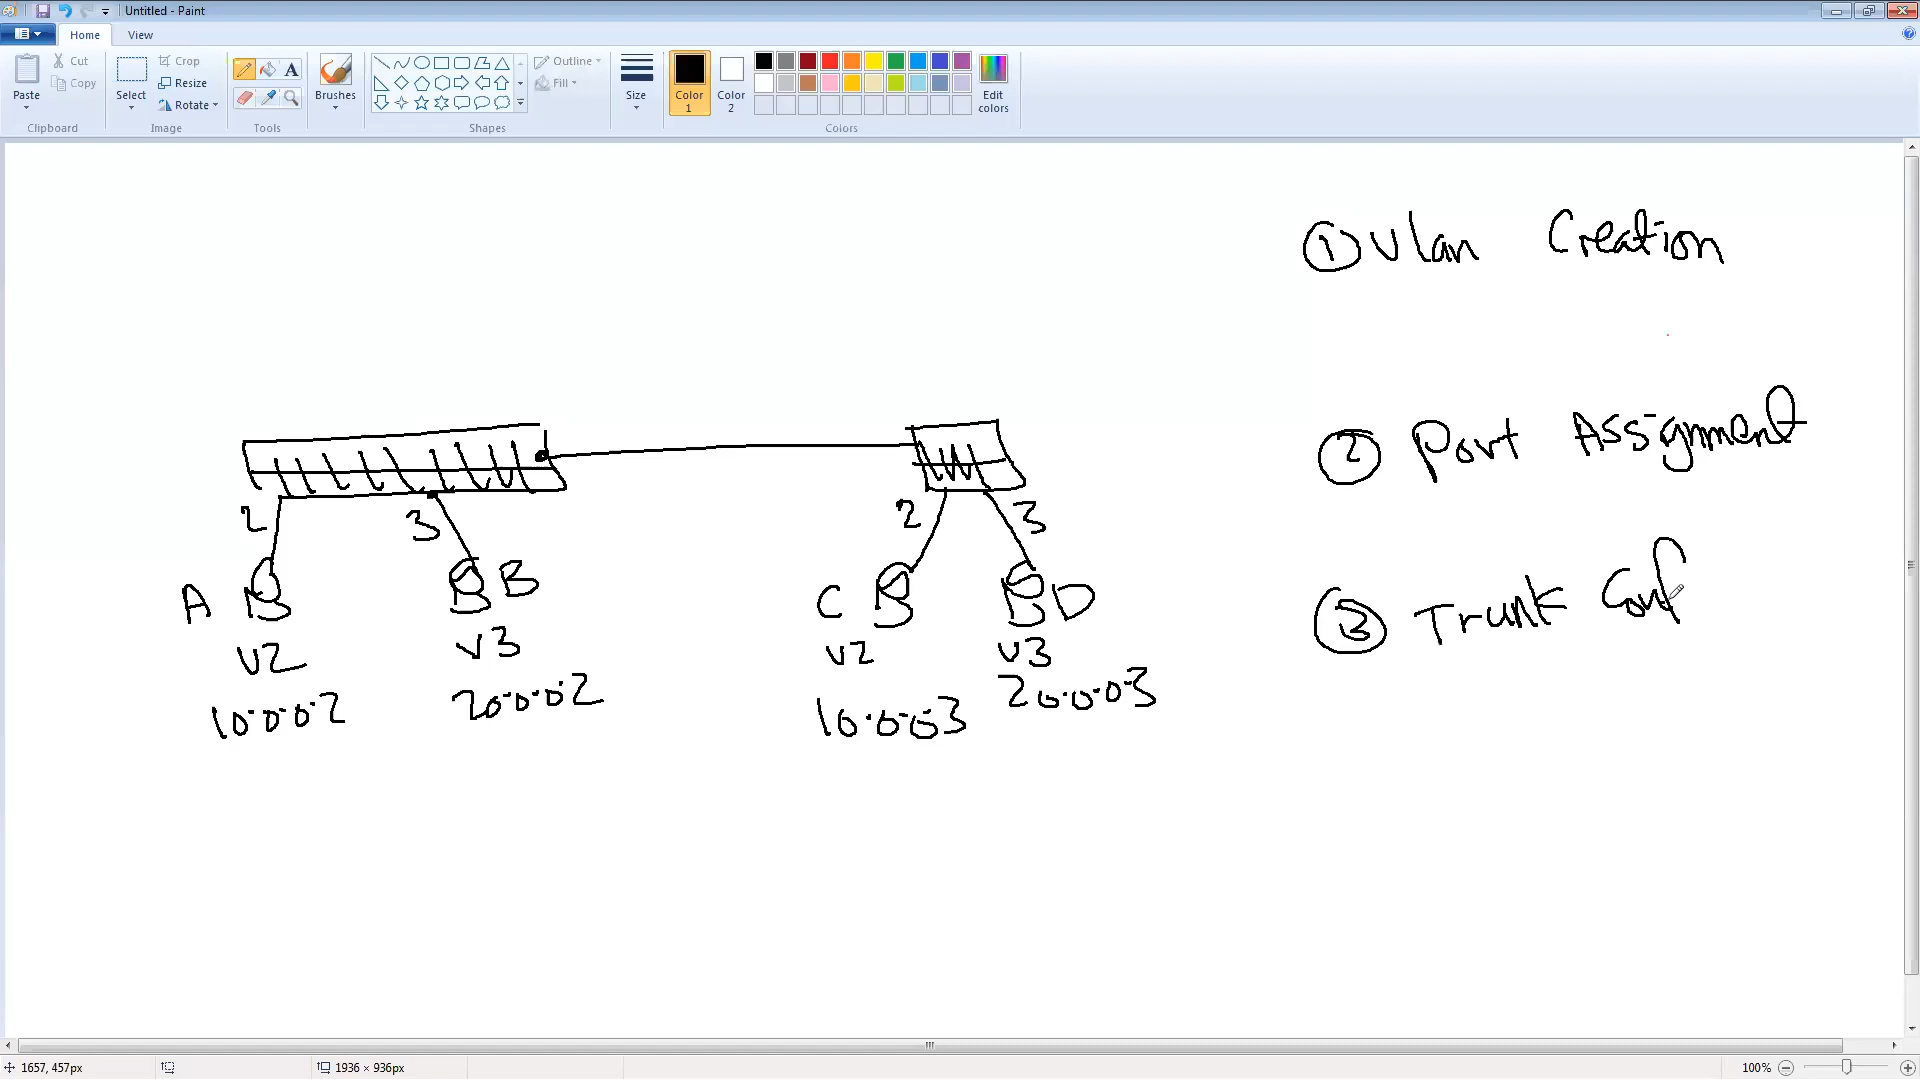 Untitled - Paint
Home
View
Paste
Cut
Copy
Clipboard
Select
Crop
Resize
Rotate
Image
Tools
Brushes
Shapes
Outline
Fill
Size
Color 1
Color 2
Edit colors
Colors
① Vlan Creation
② Port Assignment
③ Trunk Conf
2
3
2
3
A
B
C
D
V2
V3
V2
V3
10.0.0.2
20.0.0.2
10.0.0.3
20.0.0.3
1657, 457px
1936 × 936px
100%